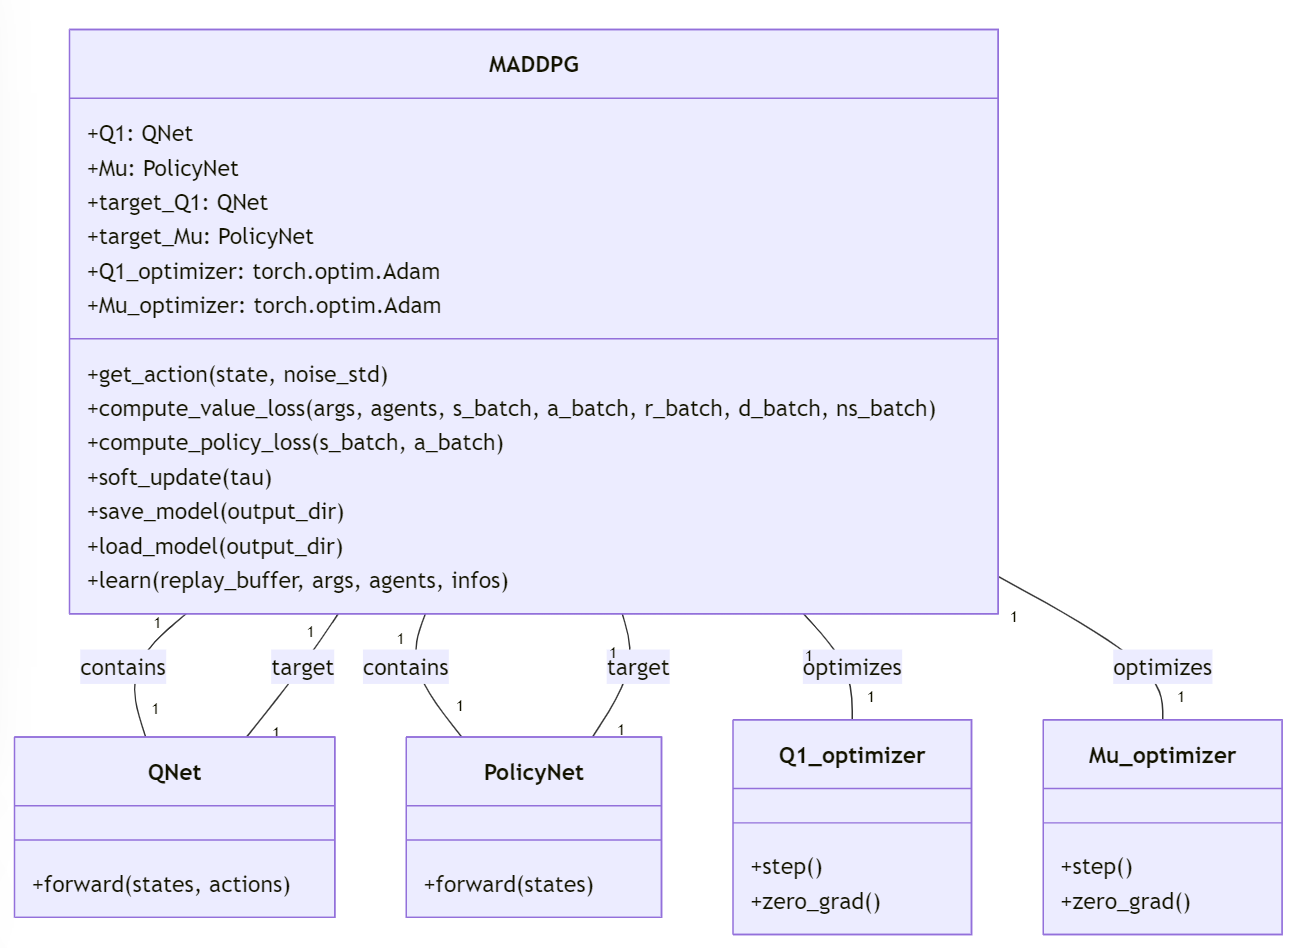 MADDPG
+Q1: QNet
+Mu: PolicyNet
+target_Q1: QNet
+target_Mu: PolicyNet
+Q1_optimizer: torch.optim.Adam
+Mu_optimizer: torch.optim.Adam
+get_action(state, noise_std)
+compute_value_loss(args, agents, s_batch, a_batch, r_batch, d_batch, ns_batch)
+compute_policy_loss(s_batch, a_batch)
+soft_update(tau)
+save_model(output_dir)
+load_model(output_dir)
+learn(replay_buffer, args, agents, infos)
1 1 1 1 1 1
contains target contains target optimizes optimizes
1 1 1 1 1 1
QNet
+forward(states, actions)
PolicyNet
+forward(states)
Q1_optimizer
+step()
+zero_grad()
Mu_optimizer
+step()
+zero_grad()